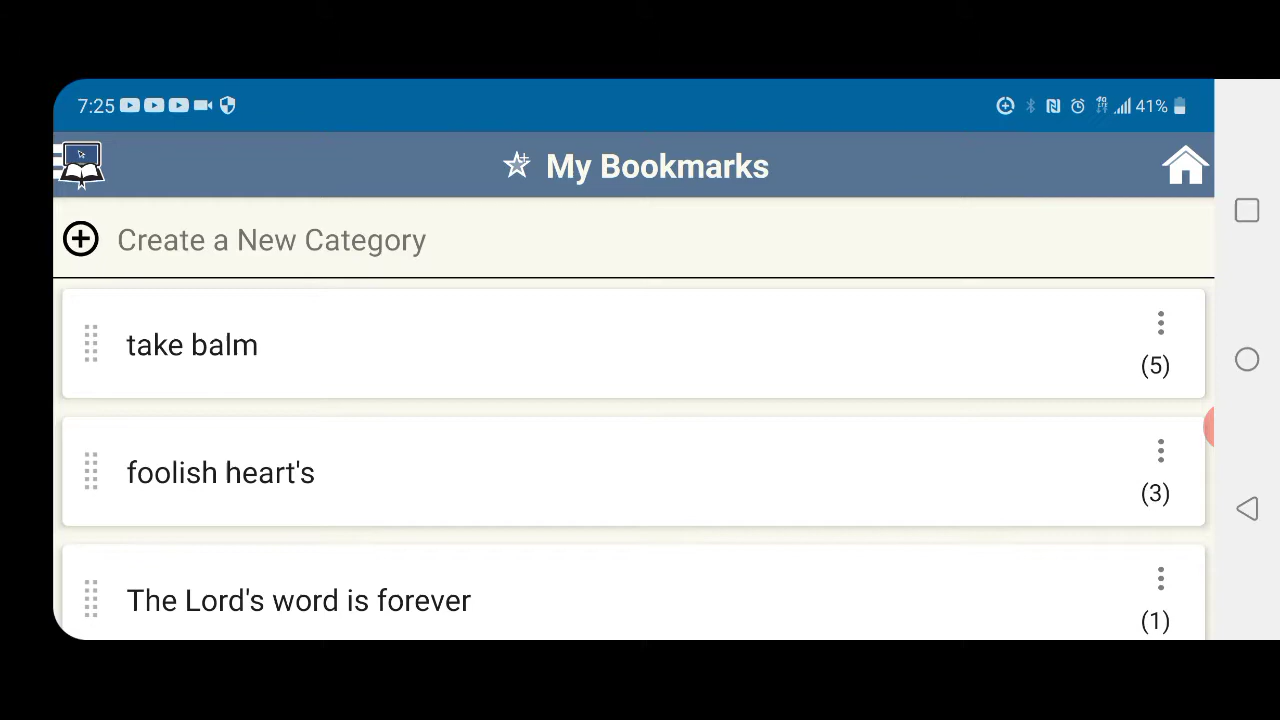 7:25
4G
41%
My Bookmarks
Create a New Category
take balm
(5)
foolish heart's
(3)
The Lord's word is forever
(1)